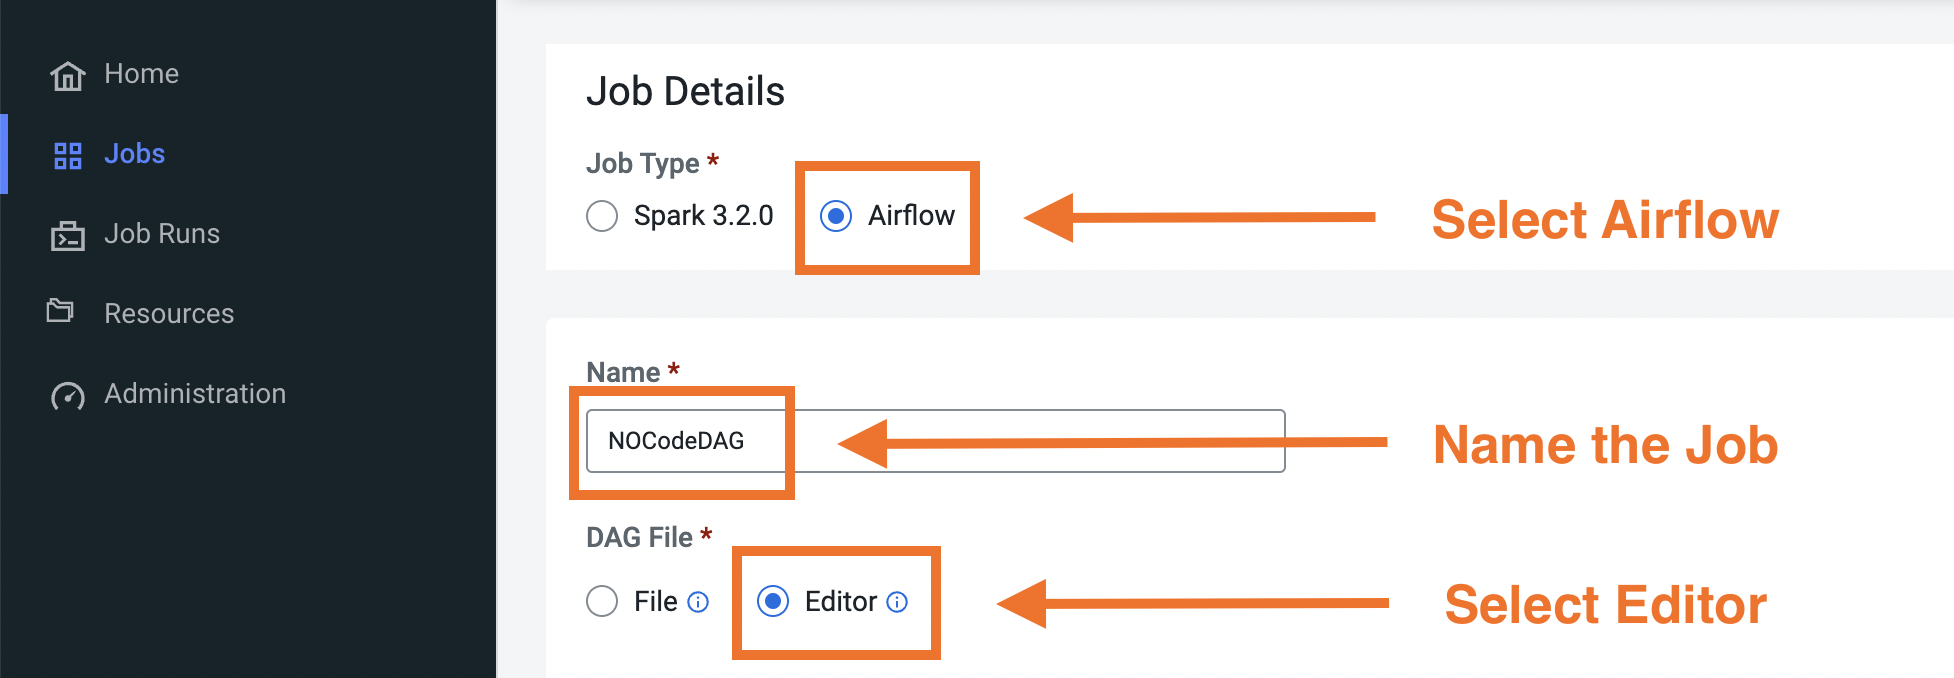 Home
Jobs
Job Runs
Resources
Administration
Job Details
Job Type *
Spark 3.2.0 Airflow Select Airflow
Name *
NOCodeDAG Name the Job
DAG File *
File Editor Select Editor